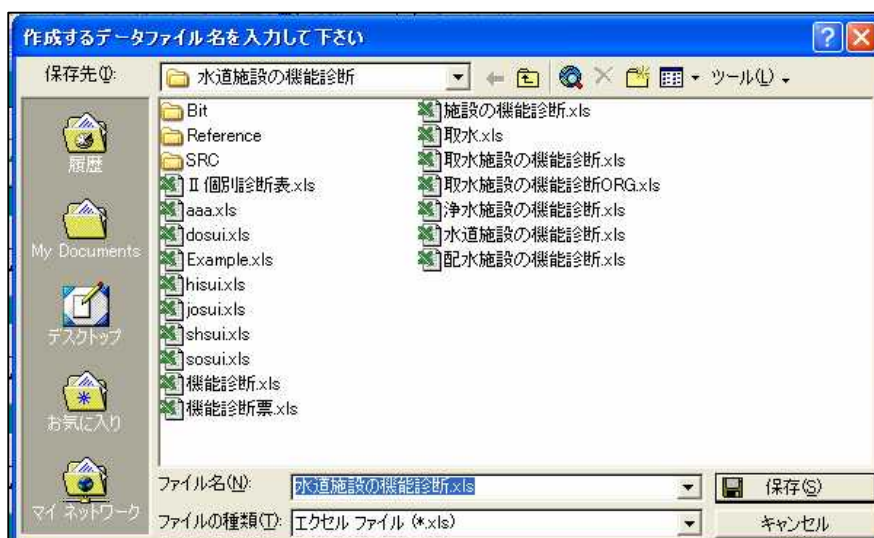 作成するデータファイル名を入力して下さい
保存先(I):
水道施設の機能診断
ツール(L)
履歴
My Documents
デスクトップ
お気に入り
マイ ネットワーク
Bit
Reference
SRC
Ⅱ個別診断表.xls
aaa.xls
dosui.xls
Example.xls
hisui.xls
josui.xls
shsui.xls
sosui.xls
機能診断.xls
機能診断票.xls
施設の機能診断.xls
取水.xls
取水施設の機能診断.xls
取水施設の機能診断ORG.xls
浄水施設の機能診断.xls
水道施設の機能診断.xls
配水施設の機能診断.xls
ファイル名(N):
水道施設の機能診断.xls
保存(S)
ファイルの種類(T):
エクセル ファイル (*.xls)
キャンセル